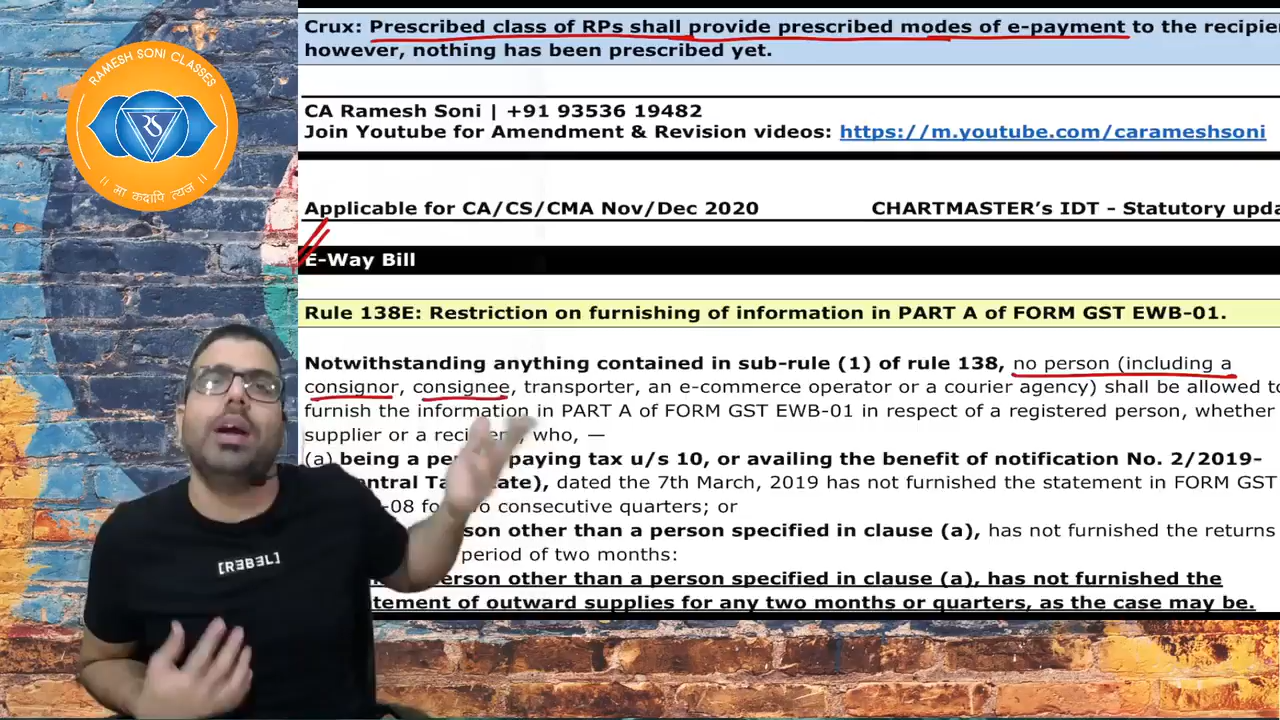 RAMESH SONI CLASSES
|| मा कदापि त्यज ||
Crux: Prescribed class of RPs shall provide prescribed modes of e-payment to the
however, nothing has been prescribed yet.
CA Ramesh Soni | +91 93536 19482
Join Youtube for Amendment & Revision videos: https://m.youtube.com/carameshsoni
Applicable for CA/CS/CMA Nov/Dec 2020 CHARTMASTER’s IDT - Statutory
E-Way Bill
Rule 138E: Restriction on furnishing of information in PART A of FORM GST EWB-01.
Notwithstanding anything contained in sub-rule (1) of rule 138, no person (including a
consignor, consignee, transporter, an e-commerce operator or a courier agency) shall be allowed to
furnish the information in PART A of FORM GST EWB-01 in respect of a registered person, whether
supplier or a who, —
(a) being a paying tax u/s 10, or availing the benefit of notification No. 2/2019-
dated the 7th March, 2019 has not furnished the statement in FORM GST
-08 consecutive quarters; or
other than a person specified in clause (a), has not furnished the returns
period of two months:
person other than a person specified in clause (a), has not furnished the
of outward supplies for any two months or quarters, as the case may be.
[REBEL]